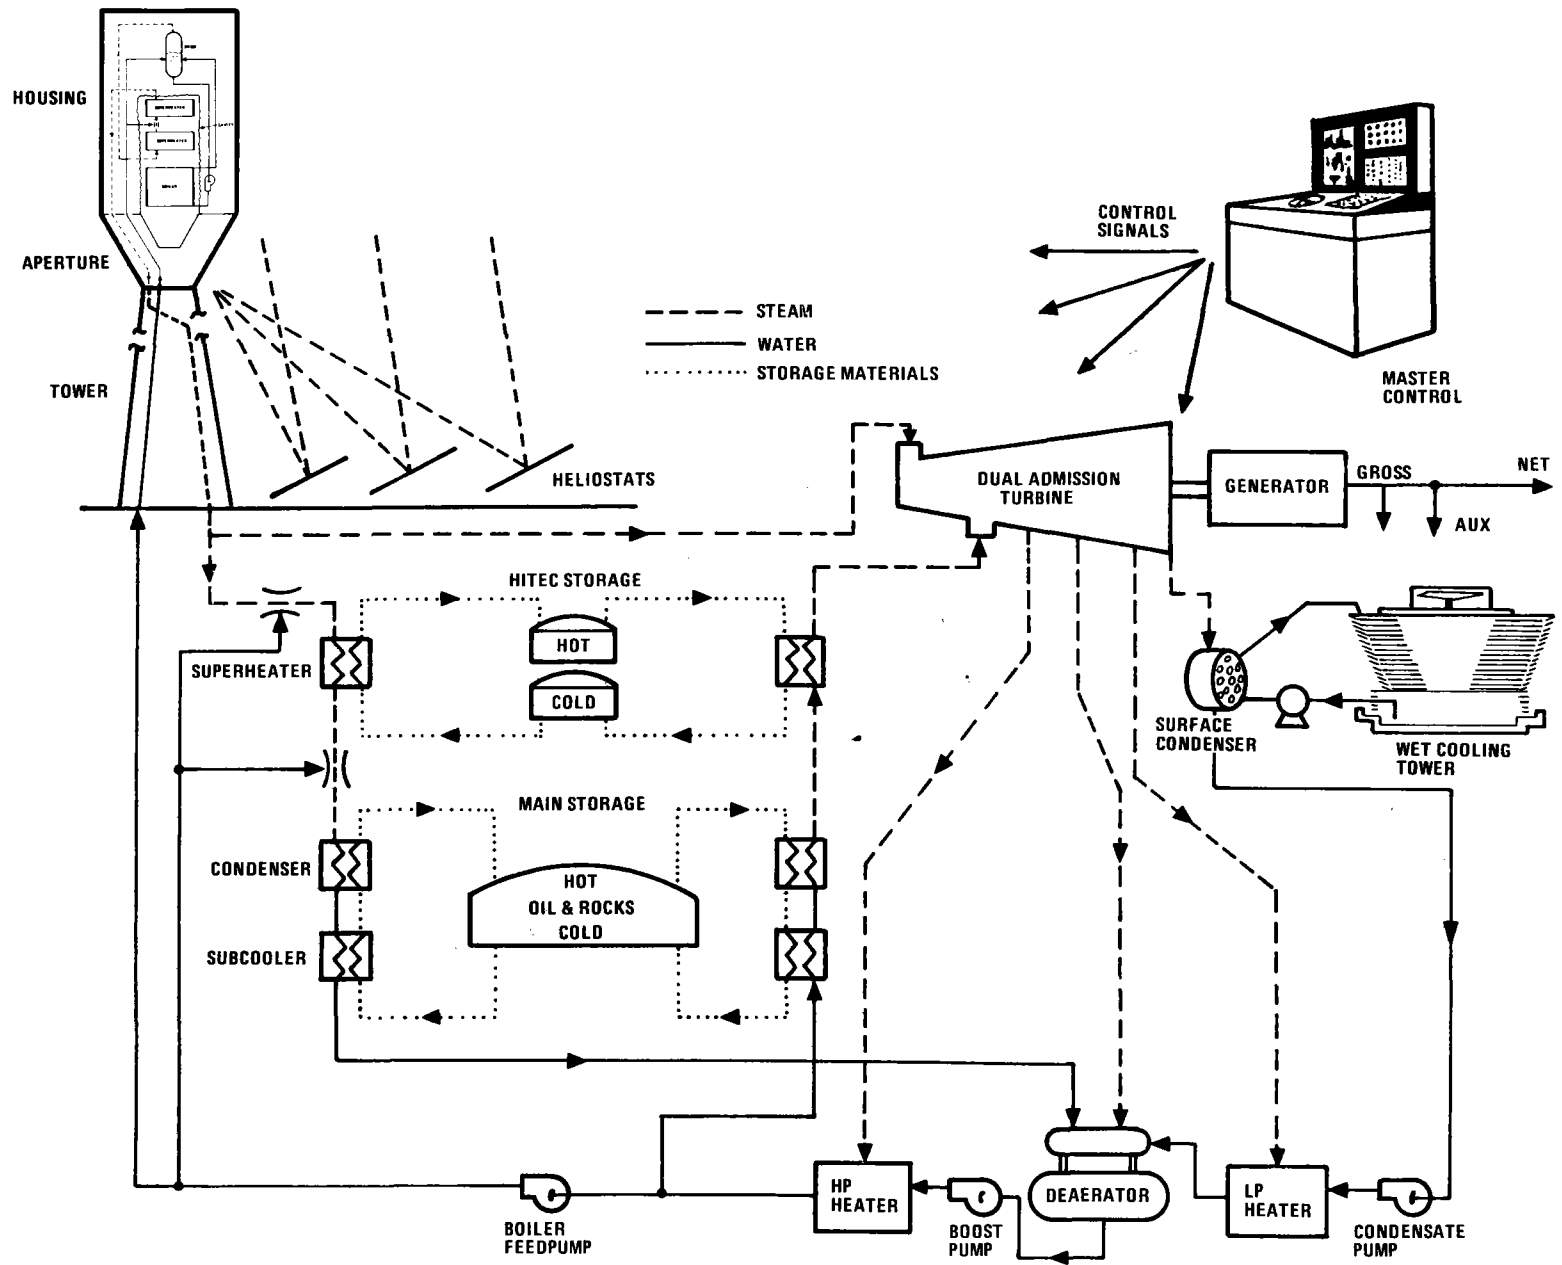 HOUSING
APERTURE
TOWER
HELIOSTATS
STEAM
WATER
STORAGE MATERIALS
CONTROL
SIGNALS
MASTER
CONTROL
DUAL ADMISSION
TURBINE
GENERATOR
GROSS
NET
AUX
HITEC STORAGE
HOT
COLD
SUPERHEATER
SURFACE
CONDENSER
WET COOLING
TOWER
MAIN STORAGE
CONDENSER
HOT
OIL & ROCKS
COLD
SUBCOOLER
HP
HEATER
DEAERATOR
LP
HEATER
BOILER
FEEDPUMP
BOOST
PUMP
CONDENSATE
PUMP